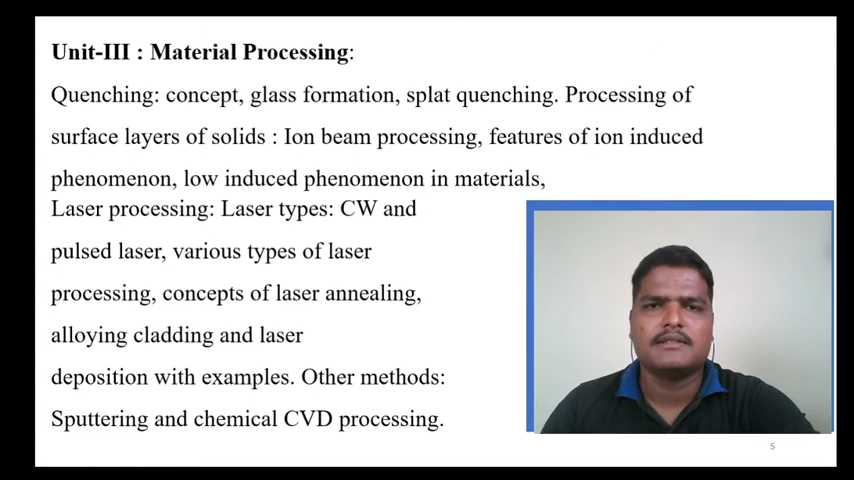 Unit-III : Material Processing:
Quenching: concept, glass formation, splat quenching. Processing of
surface layers of solids : Ion beam processing, features of ion induced
phenomenon, low induced phenomenon in materials,
Laser processing: Laser types: CW and
pulsed laser, various types of laser
processing, concepts of laser annealing,
alloying cladding and laser
deposition with examples. Other methods:
Sputtering and chemical CVD processing.
5